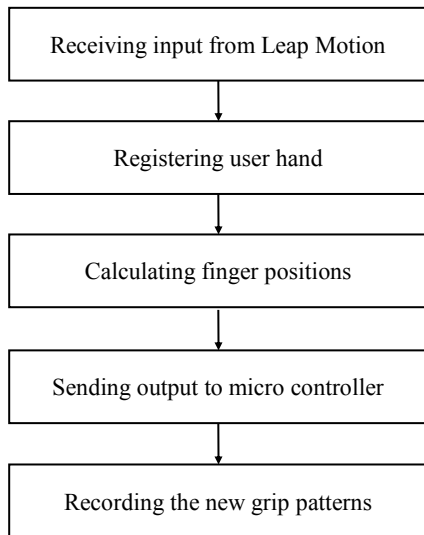 Receiving input from Leap Motion
Registering user hand
Calculating finger positions
Sending output to micro controller
Recording the new grip patterns